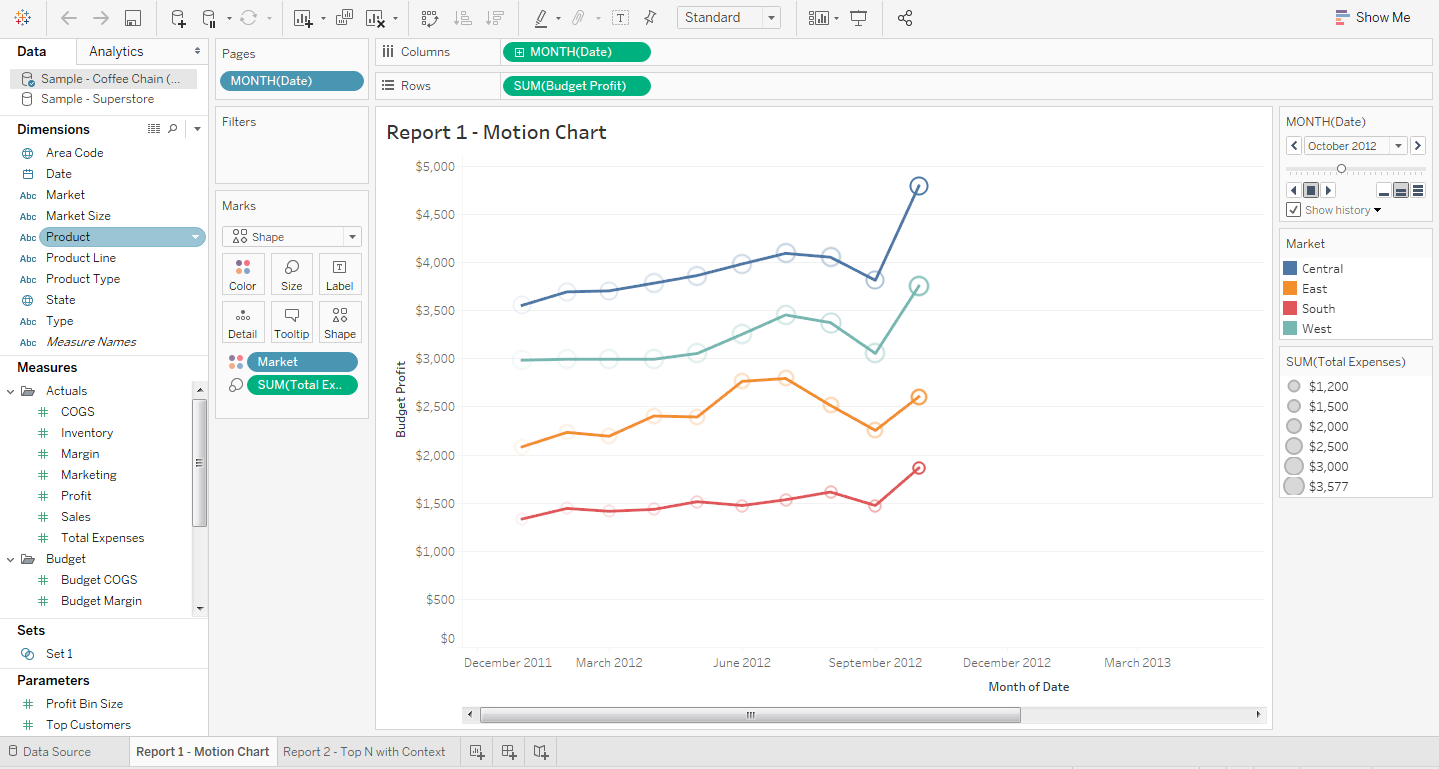 Standard
Show Me
Data
Analytics
Sample - Coffee Chain (...
Sample - Superstore
Dimensions
Area Code
Date
Abc Market
Abc Market Size
Abc Product
Abc Product Line
Abc Product Type
State
Abc Type
Abc Measure Names
Measures
Actuals
COGS
Inventory
Margin
Marketing
Profit
Sales
Total Expenses
Budget
Budget COGS
Budget Margin
Sets
Set 1
Parameters
Profit Bin Size
Top Customers
Pages
MONTH(Date)
Filters
Marks
Shape
Color
Size
Label
Detail
Tooltip
Shape
Market
SUM(Total Ex..
Columns
MONTH(Date)
Rows
SUM(Budget Profit)
Report 1 - Motion Chart
Budget Profit
$5,000
$4,500
$4,000
$3,500
$3,000
$2,500
$2,000
$1,500
$1,000
$500
$0
December 2011
March 2012
June 2012
September 2012
December 2012
March 2013
Month of Date
MONTH(Date)
October 2012
Show history
Market
Central
East
South
West
SUM(Total Expenses)
$1,200
$1,500
$2,000
$2,500
$3,000
$3,577
Data Source
Report 1 - Motion Chart
Report 2 - Top N with Context